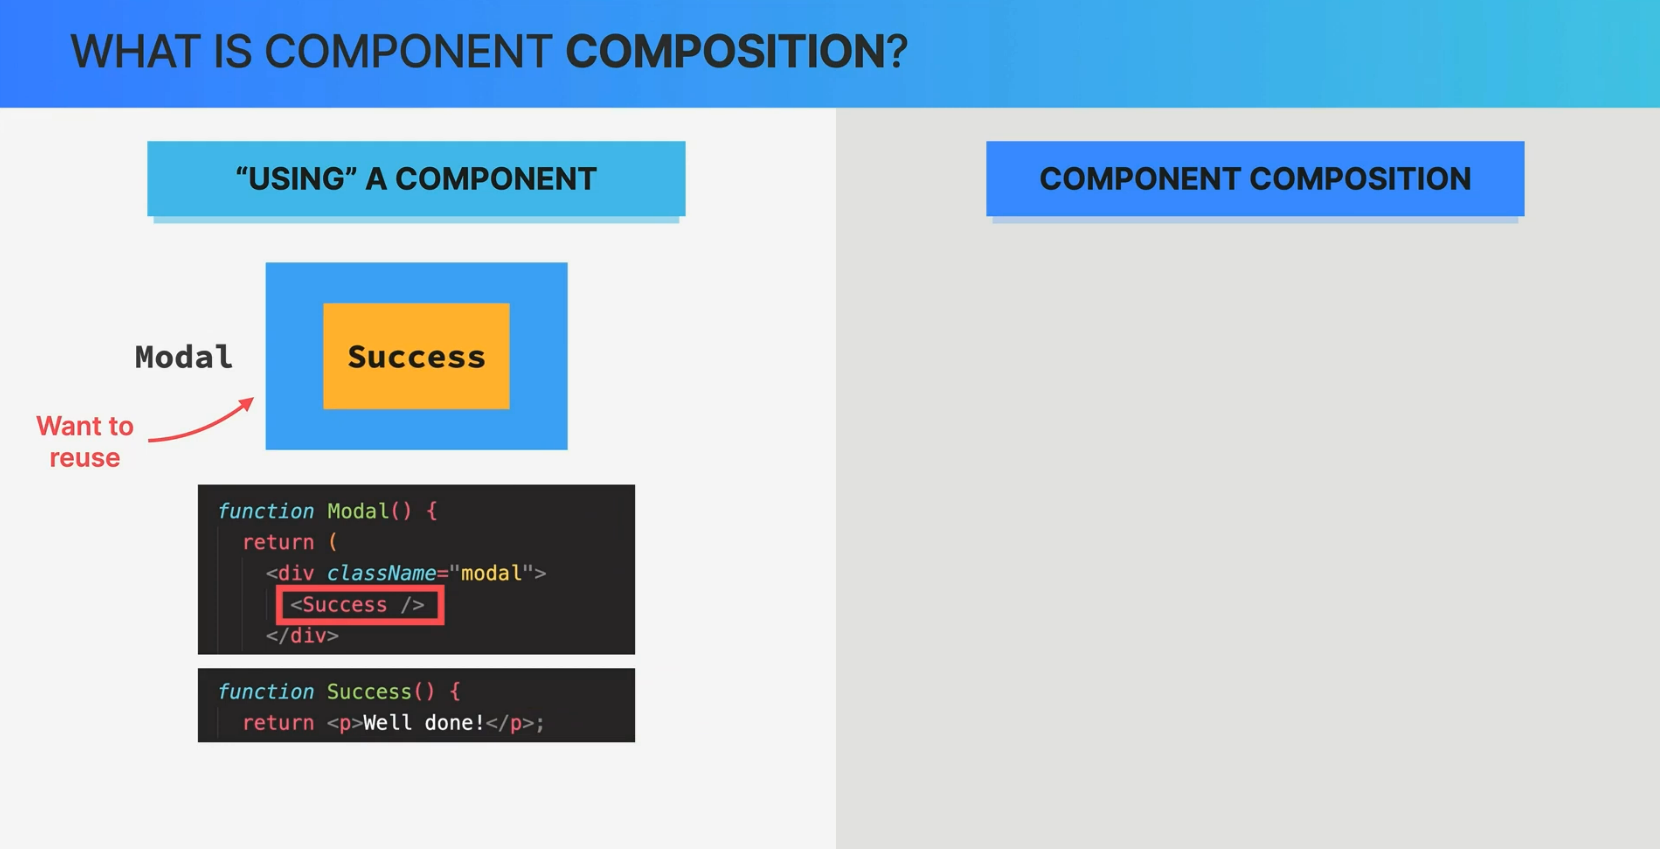 WHAT IS COMPONENT COMPOSITION?
“USING” A COMPONENT
Modal
Success
Want to
reuse
function Modal() {
return (
<div className="modal">
<Success />
</div>
function Success() {
return <p>Well done!</p>;
COMPONENT COMPOSITION